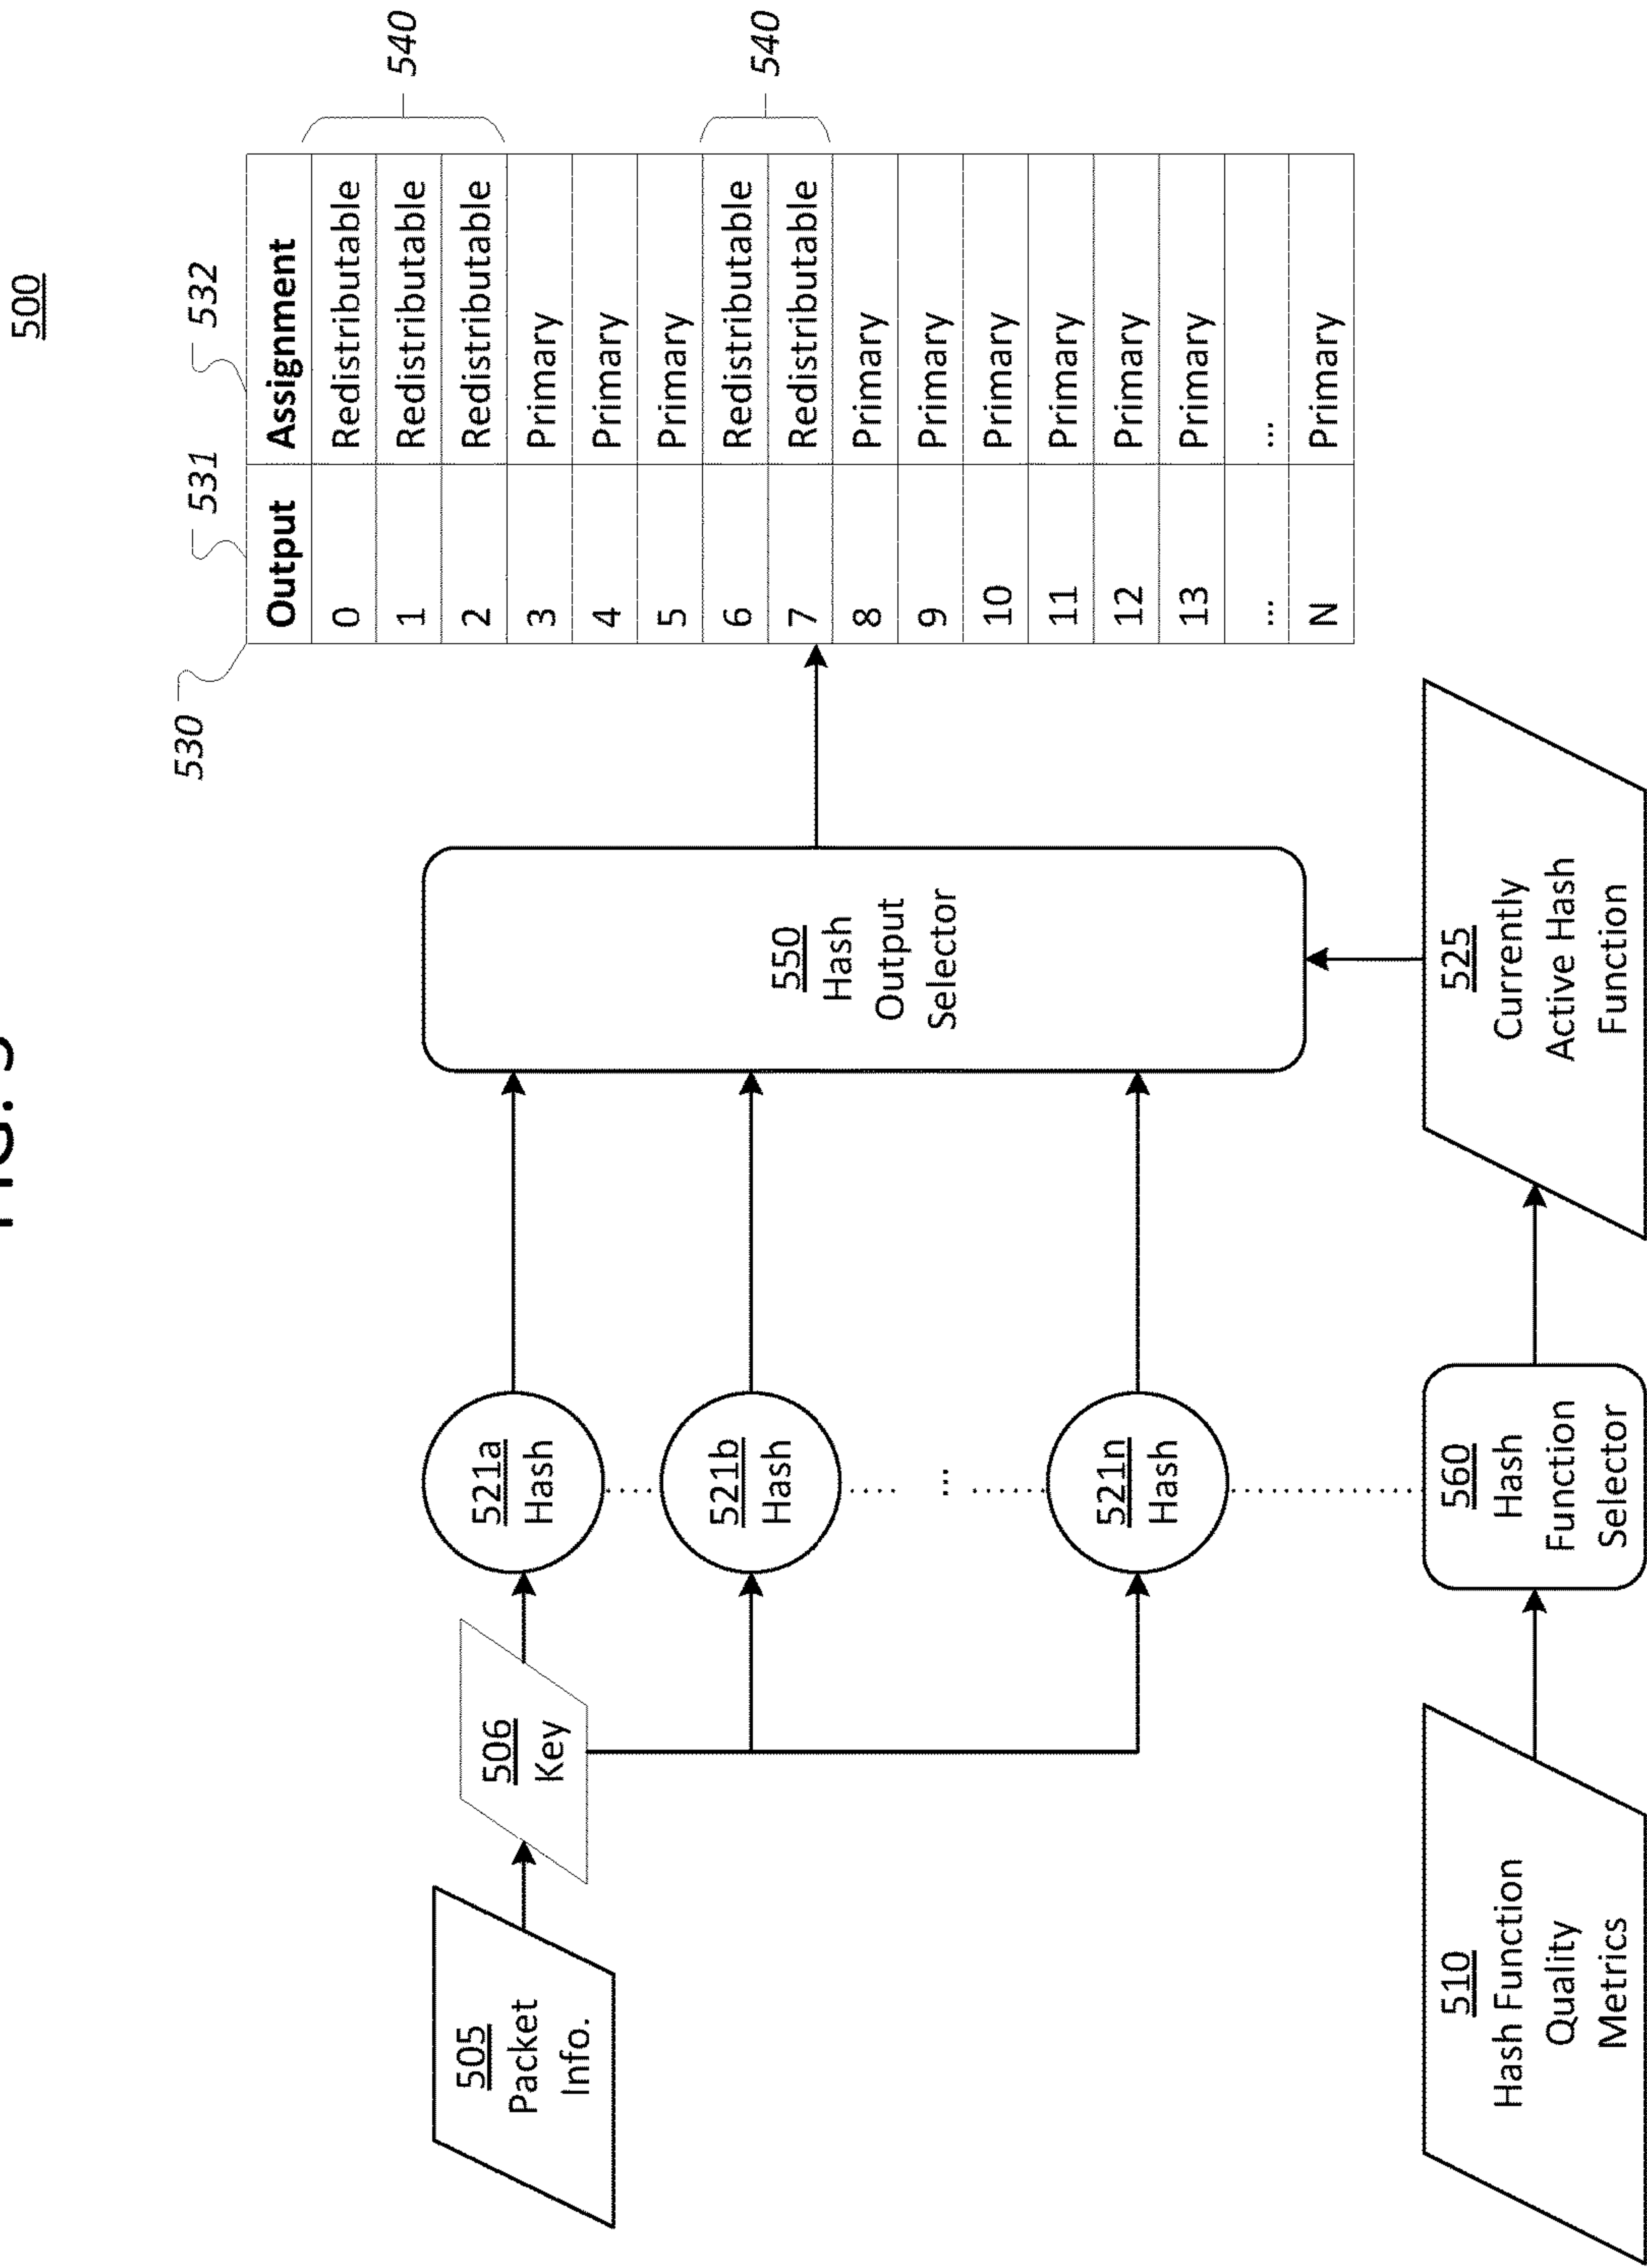 FIG. 5
500
505
Packet
Info.
506
Key
521a
Hash
521b
Hash
...
521n
Hash
550
Hash
Output
Selector
510
Hash Function
Quality
Metrics
560
Hash
Function
Selector
525
Currently
Active Hash
Function
530
531
532
Output Assignment
0 Redistributable
1 Redistributable
2 Redistributable
3 Primary
4 Primary
5 Primary
6 Redistributable
7 Redistributable
8 Primary
9 Primary
10 Primary
11 Primary
12 Primary
13 Primary
... ...
N Primary
540
540